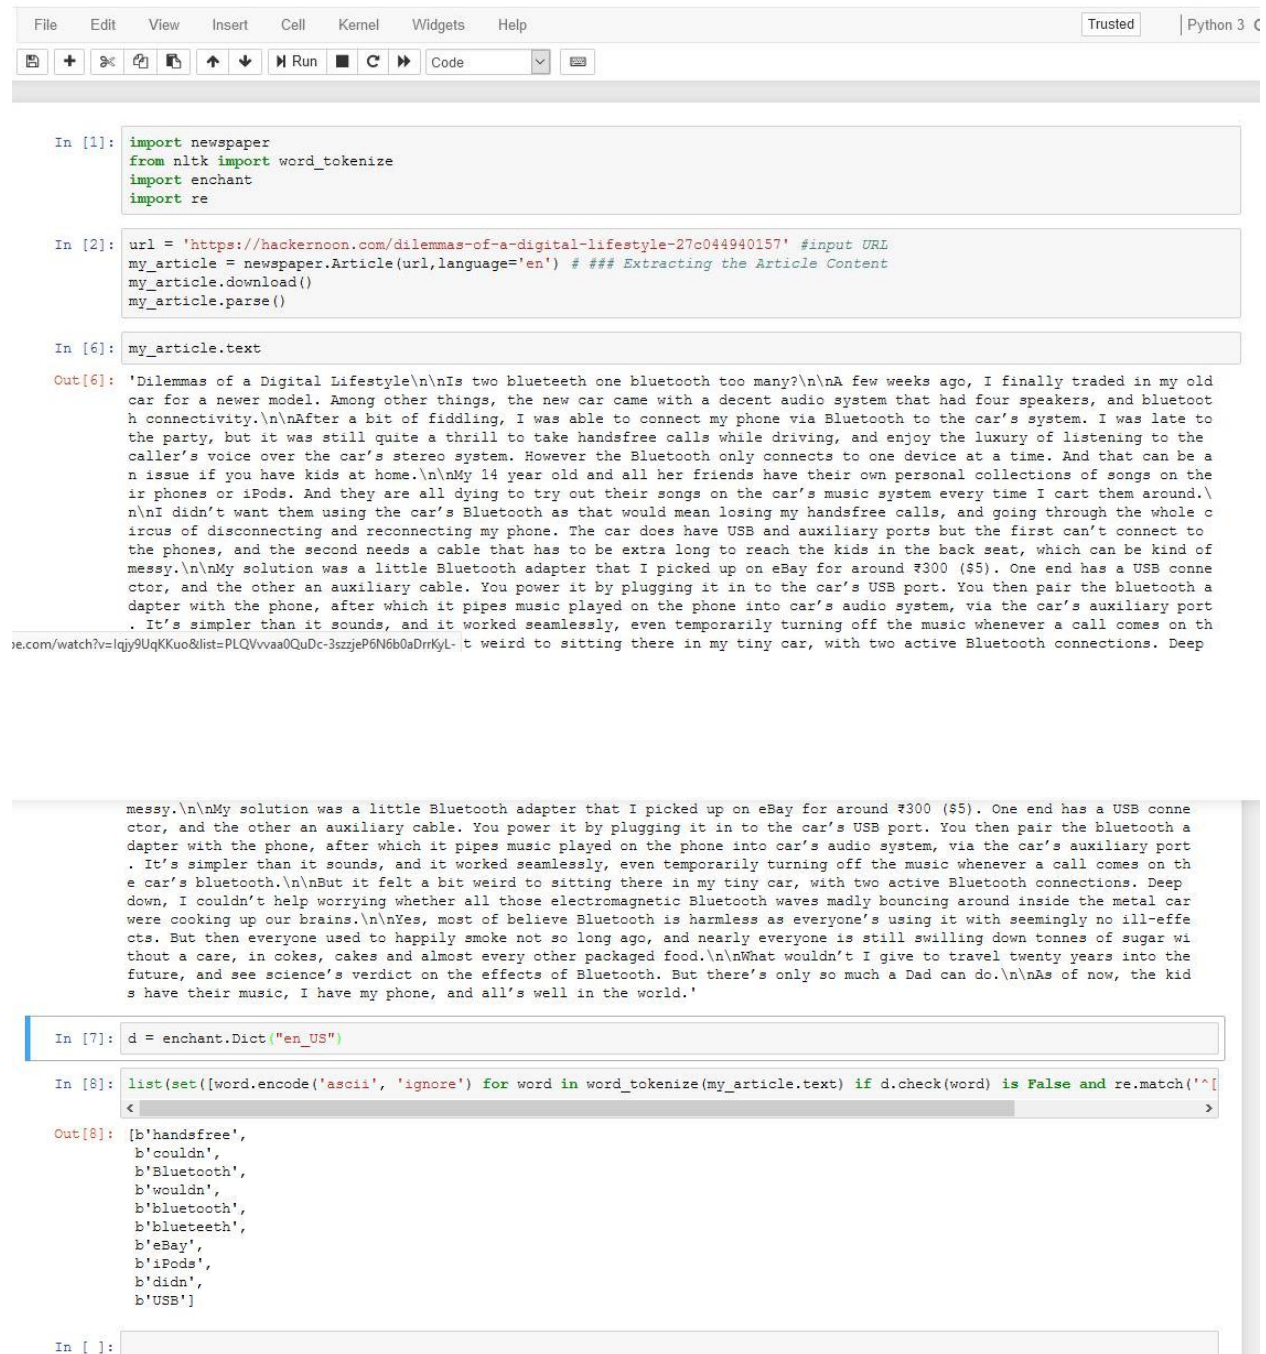 File Edit View Insert Cell Kernel Widgets Help Trusted Python 3
Run Code
In [1]: import newspaper
from nltk import word_tokenize
import enchant
import re
In [2]: url = 'https://hackernoon.com/dilemmas-of-a-digital-lifestyle-27c044940157' #input URL
my_article = newspaper.Article(url,language='en') # ### Extracting the Article Content
my_article.download()
my_article.parse()
In [6]: my_article.text
Out[6]: 'Dilemmas of a Digital Lifestyle\n\nIs two blueteeth one bluetooth too many?\n\nA few weeks ago, I finally traded in my old
car for a newer model. Among other things, the new car came with a decent audio system that had four speakers, and bluetoot
h connectivity.\n\nAfter a bit of fiddling, I was able to connect my phone via Bluetooth to the car’s system. I was late to
the party, but it was still quite a thrill to take handsfree calls while driving, and enjoy the luxury of listening to the
caller’s voice over the car’s stereo system. However the Bluetooth only connects to one device at a time. And that can be a
n issue if you have kids at home.\n\nMy 14 year old and all her friends have their own personal collections of songs on the
ir phones or iPods. And they are all dying to try out their songs on the car’s music system every time I cart them around.\
n\nI didn’t want them using the car’s Bluetooth as that would mean losing my handsfree calls, and going through the whole c
ircus of disconnecting and reconnecting my phone. The car does have USB and auxiliary ports but the first can’t connect to
the phones, and the second needs a cable that has to be extra long to reach the kids in the back seat, which can be kind of
messy.\n\nMy solution was a little Bluetooth adapter that I picked up on eBay for around ₹300 ($5). One end has a USB conne
ctor, and the other an auxiliary cable. You power it by plugging it in to the car’s USB port. You then pair the bluetooth a
dapter with the phone, after which it pipes music played on the phone into car’s audio system, via the car’s auxiliary port
. It’s simpler than it sounds, and it worked seamlessly, even temporarily turning off the music whenever a call comes on th
be.com/watch?v=Iqjy9UqKKuo&list=PLQVvvaa0QuDc-3szzjeP6N6b0aDrrKyL- t weird to sitting there in my tiny car, with two active Bluetooth connections. Deep
messy.\n\nMy solution was a little Bluetooth adapter that I picked up on eBay for around ₹300 ($5). One end has a USB conne
ctor, and the other an auxiliary cable. You power it by plugging it in to the car’s USB port. You then pair the bluetooth a
dapter with the phone, after which it pipes music played on the phone into car’s audio system, via the car’s auxiliary port
. It’s simpler than it sounds, and it worked seamlessly, even temporarily turning off the music whenever a call comes on th
e car’s bluetooth.\n\nBut it felt a bit weird to sitting there in my tiny car, with two active Bluetooth connections. Deep
down, I couldn’t help worrying whether all those electromagnetic Bluetooth waves madly bouncing around inside the metal car
were cooking up our brains.\n\nYes, most of believe Bluetooth is harmless as everyone’s using it with seemingly no ill-effe
cts. But then everyone used to happily smoke not so long ago, and nearly everyone is still swilling down tonnes of sugar wi
thout a care, in cokes, cakes and almost every other packaged food.\n\nWhat wouldn’t I give to travel twenty years into the
future, and see science’s verdict on the effects of Bluetooth. But there’s only so much a Dad can do.\n\nAs of now, the kid
s have their music, I have my phone, and all’s well in the world.'
In [7]: d = enchant.Dict("en_US")
In [8]: list(set([word.encode('ascii', 'ignore') for word in word_tokenize(my_article.text) if d.check(word) is False and re.match('^[
Out[8]: [b'handsfree',
b'couldn',
b'Bluetooth',
b'wouldn',
b'bluetooth',
b'blueteeth',
b'eBay',
b'iPods',
b'didn',
b'USB']
In [ ]: